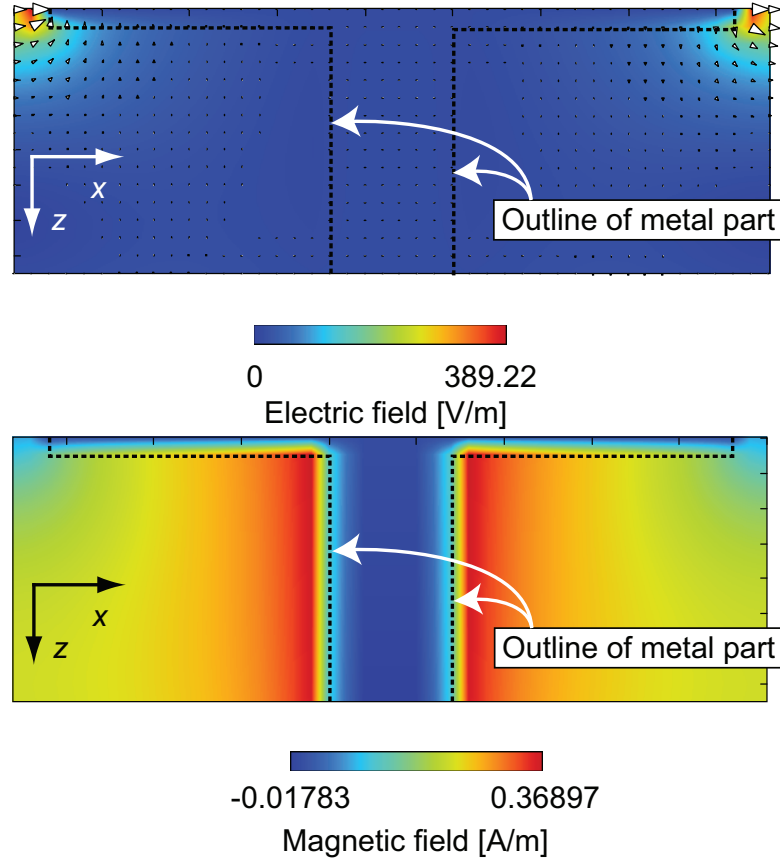 x
z
Outline of metal part
0 389.22
Electric field [V/m]
x
z
Outline of metal part
-0.01783 0.36897
Magnetic field [A/m]